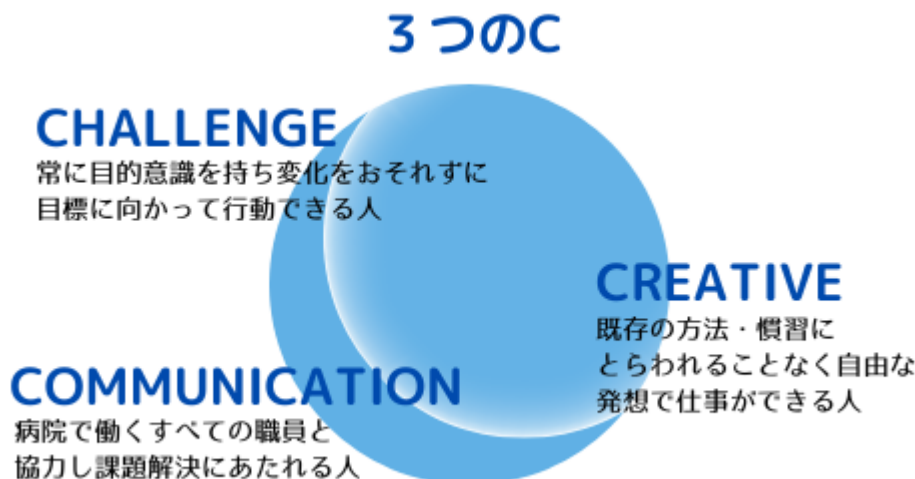 3つのC
CHALLENGE
常に目的意識を持ち変化をおそれずに
目標に向かって行動できる人
CREATIVE
既存の方法・慣習に
とらわれることなく自由な
発想で仕事ができる人
COMMUNICATION
病院で働くすべての職員と
協力し課題解決にあたれる人